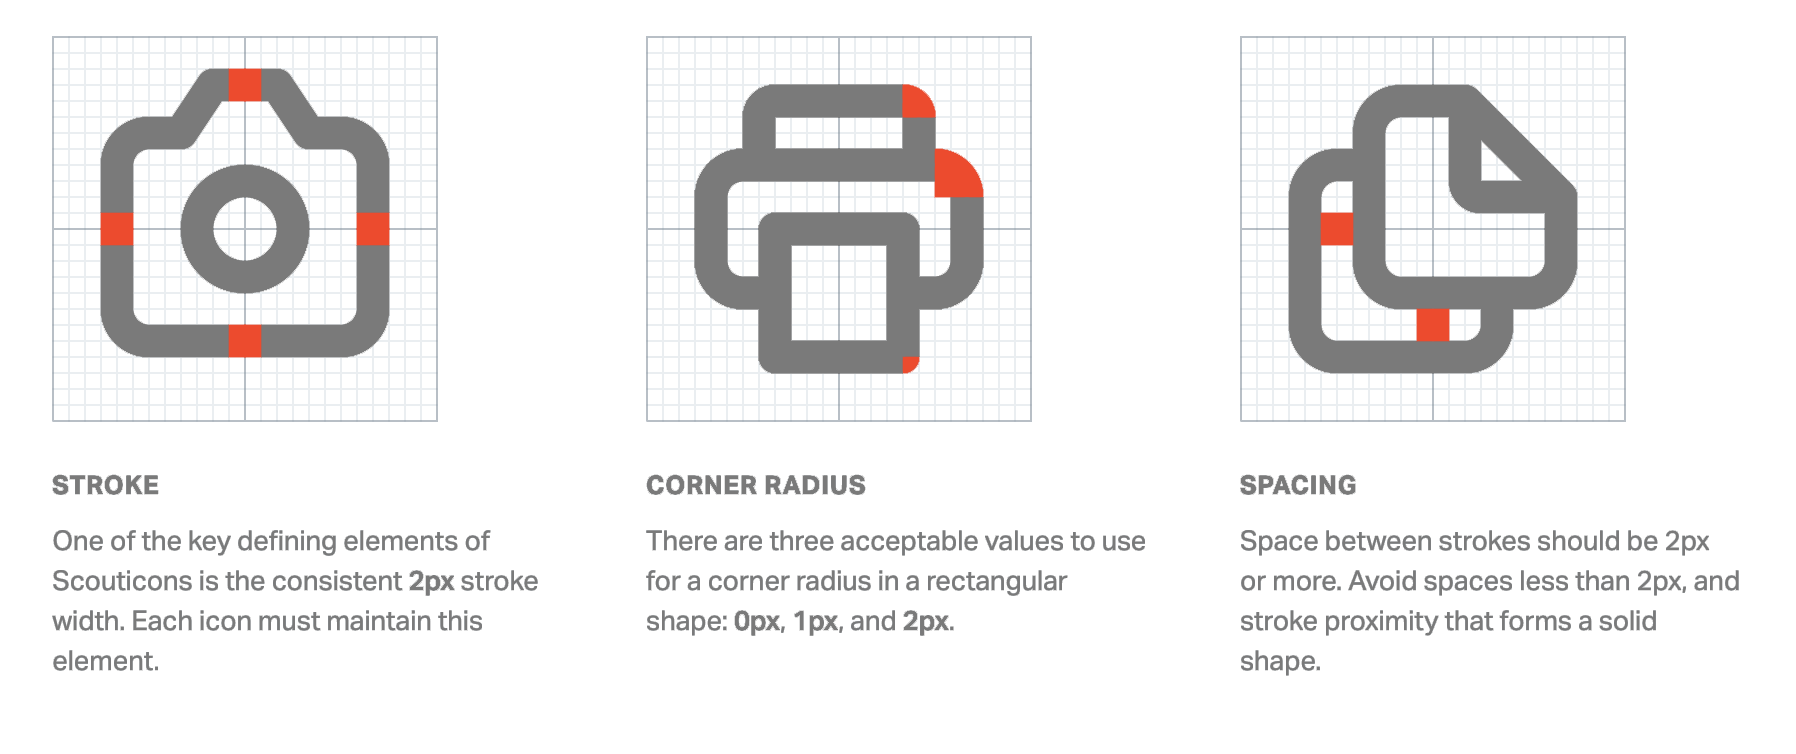 STROKE
One of the key defining elements of
Scouticons is the consistent 2px stroke
width. Each icon must maintain this
element.
CORNER RADIUS
There are three acceptable values to use
for a corner radius in a rectangular
shape: 0px, 1px, and 2px.
SPACING
Space between strokes should be 2px
or more. Avoid spaces less than 2px, and
stroke proximity that forms a solid
shape.